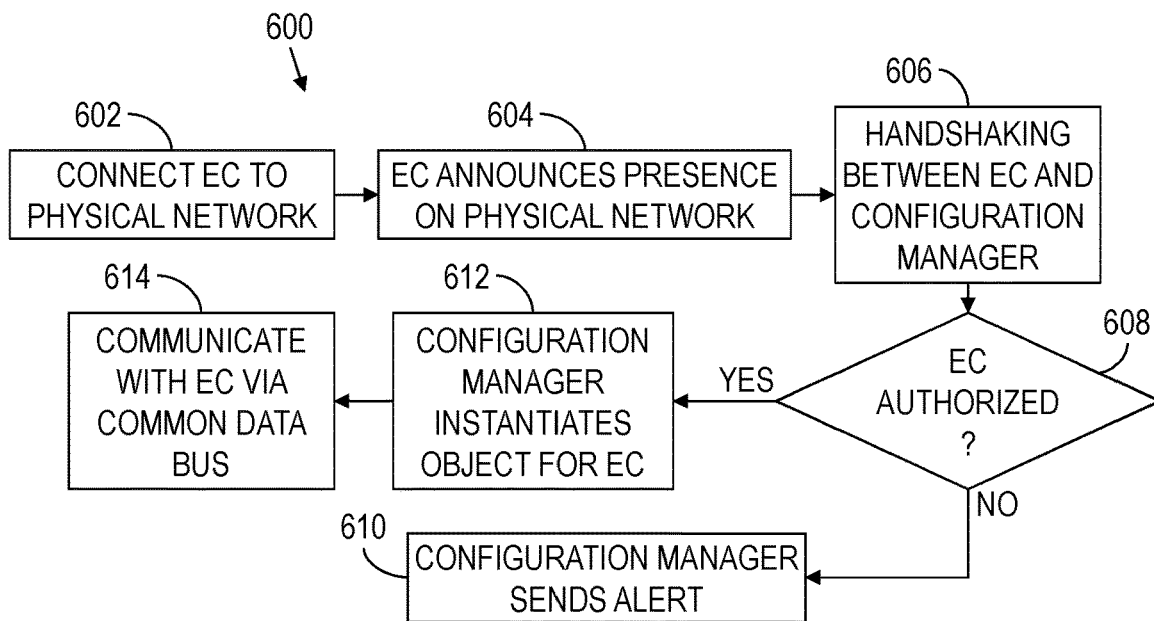 600
602
CONNECT EC TO
PHYSICAL NETWORK
604
EC ANNOUNCES PRESENCE
ON PHYSICAL NETWORK
606
HANDSHAKING
BETWEEN EC AND
CONFIGURATION
MANAGER
608
EC
AUTHORIZED
?
YES
612
CONFIGURATION
MANAGER
INSTANTIATES
OBJECT FOR EC
614
COMMUNICATE
WITH EC VIA
COMMON DATA
BUS
NO
610
CONFIGURATION MANAGER
SENDS ALERT